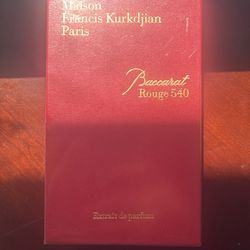 Maison
Francis Kurkdjian
Paris
Baccarat
Rouge 540
Extrait de parfum